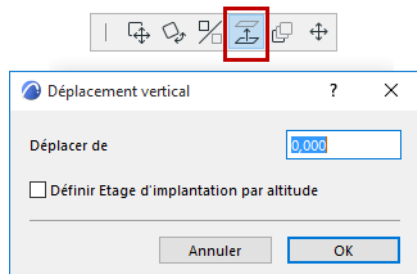 Déplacement vertical
Déplacer de
0,000
Définir Etage d'implantation par altitude
Annuler
OK